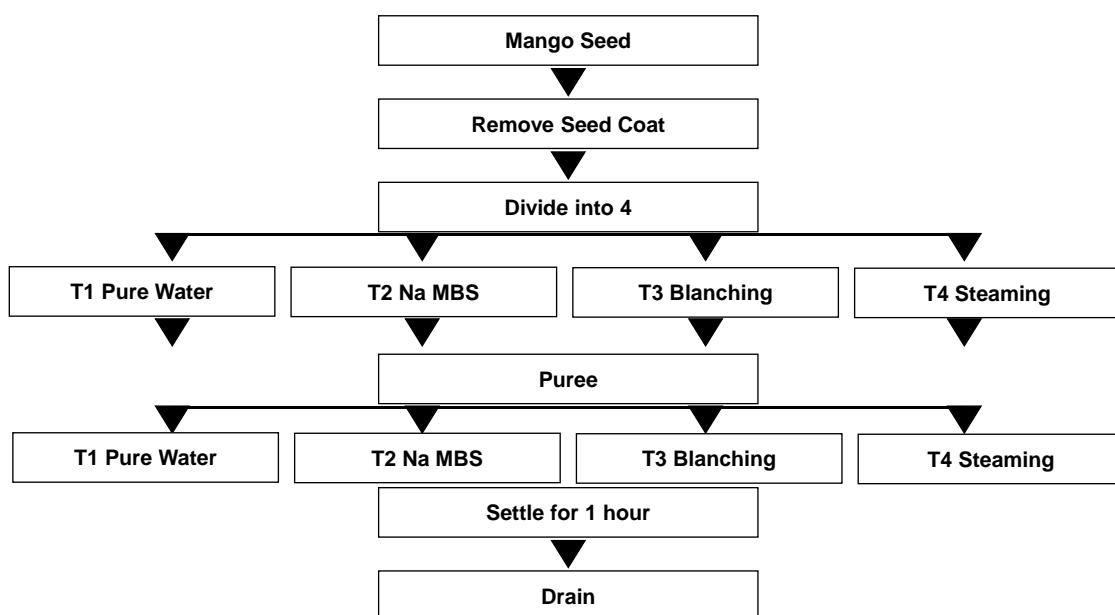 Mango Seed
Remove Seed Coat
Divide into 4
T1 Pure Water
T2 Na MBS
T3 Blanching
T4 Steaming
Puree
T1 Pure Water
T2 Na MBS
T3 Blanching
T4 Steaming
Settle for 1 hour
Drain